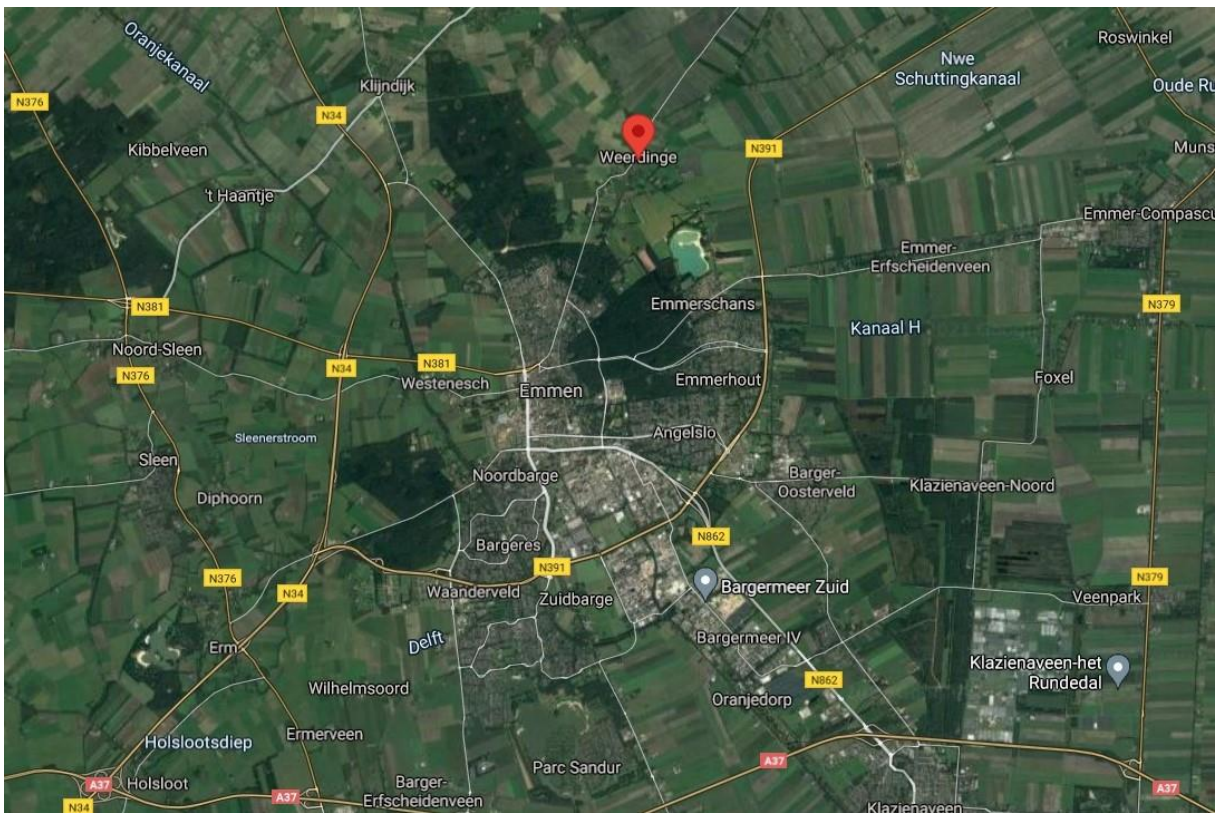 Roswinkel
Oranjekanaal
Nwe
Schuttingkanaal
Klijndijk
Oude Ru
N376
N34
Kibbelveen
Weerdinge
N391
Muns
't Haantje
Emmer-Compascu
Emmer-
Erfscheidenveen
N381
Emmerschans
N379
Kanaal H
Noord-Sleen
N381
N34
N376
Westenesch
Emmen
Emmerhout
Foxel
Sleenerstroom
Angelslo
Sleen
Noordbarge
Barger-
Oosterveld
Klazienaveen-Noord
Diphoorn
N862
Bargeres
N391
N376
N34
Waanderveld
Zuidbarge
Bargermeer Zuid
N379
Veenpark
Erm
Delft
Bargermeer IV
Klazienaveen-het
Rundedal
Wilhelmsoord
N862
Oranjedorp
Ermerveen
Holslootsdiep
A37
Parc Sandur
A37
Holsloot
A37
A37
Barger-
Erfscheidenveen
N34
Klazienaveen